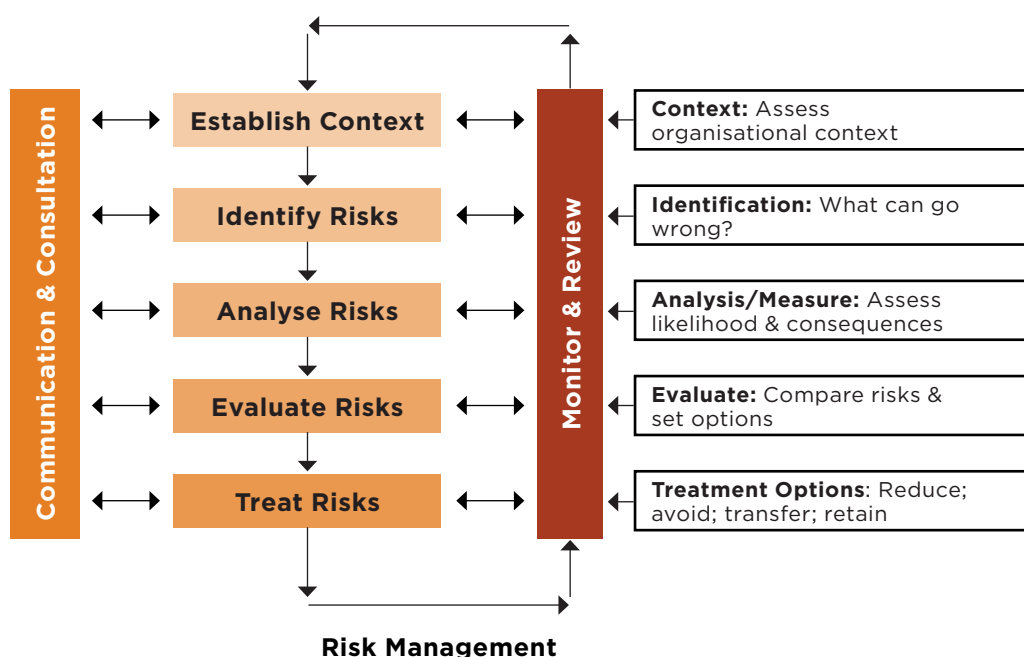 Communication & Consultation
Establish Context
Identify Risks
Analyse Risks
Evaluate Risks
Treat Risks
Monitor & Review
Context: Assess
organisational context
Identification: What can go
wrong?
Analysis/Measure: Assess
likelihood & consequences
Evaluate: Compare risks &
set options
Treatment Options: Reduce;
avoid; transfer; retain
Risk Management